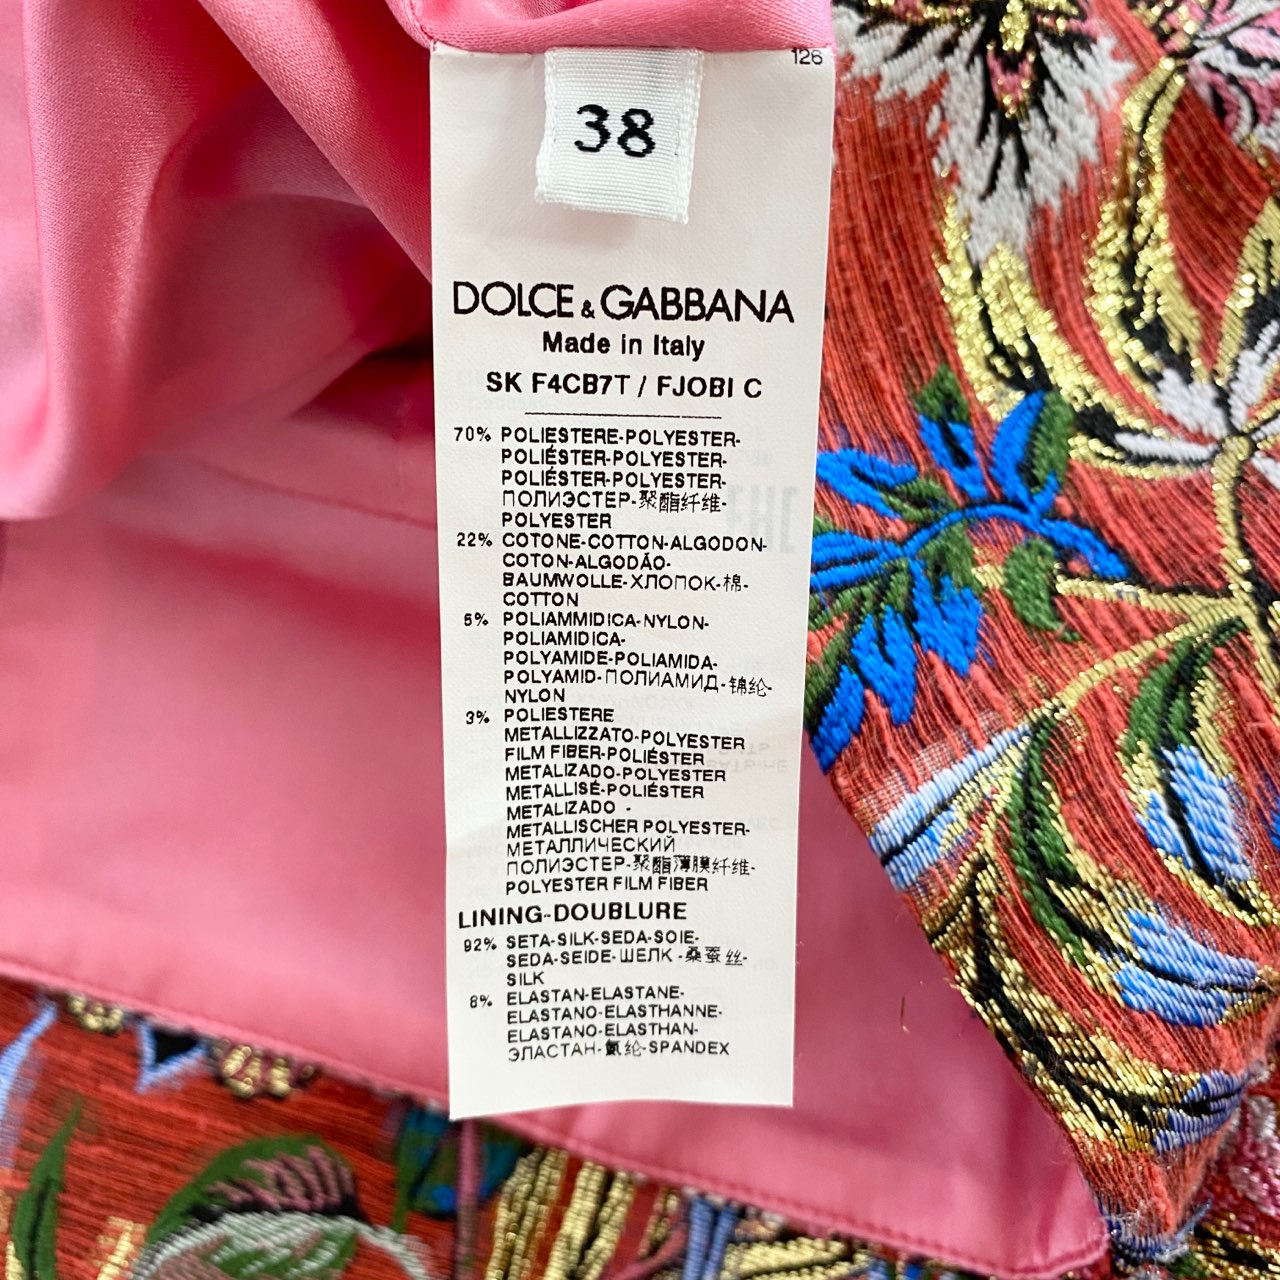 126
38
DOLCE & GABBANA
Made in Italy
SK F4CB7T / FJOBI C
70% POLIESTERE-POLYESTER-
POLIÉSTER-POLYESTER-
POLIÉSTER-POLYESTER-
ПОЛИЭСТЕР-聚酯纤维-
POLYESTER
22% COTONE-COTTON-ALGODON-
COTON-ALGODÃO-
BAUMWOLLE-ХЛОПОК-棉-
COTTON
5% POLIAMMIDICA-NYLON-
POLIAMIDICA-
POLYAMIDE-POLIAMIDA-
POLYAMID-ПОЛИАМИД-锦纶-
NYLON
3% POLIESTERE
METALLIZZATO-POLYESTER
FILM FIBER-POLIÉSTER
METALIZADO-POLYESTER
METALLISÉ-POLIÉSTER
METALIZADO -
METALLISCHER POLYESTER-
МЕТАЛЛИЧЕСКИЙ
ПОЛИЭСТЕР-聚酯薄膜纤维-
POLYESTER FILM FIBER
LINING-DOUBLURE
92% SETA-SILK-SEDA-SOIE-
SEDA-SEIDE-ШЕЛК -桑蚕丝-
SILK
8% ELASTAN-ELASTANE-
ELASTANO-ELASTHANNE-
ELASTANO-ELASTHAN-
ЭЛАСТАН-氨纶-SPANDEX